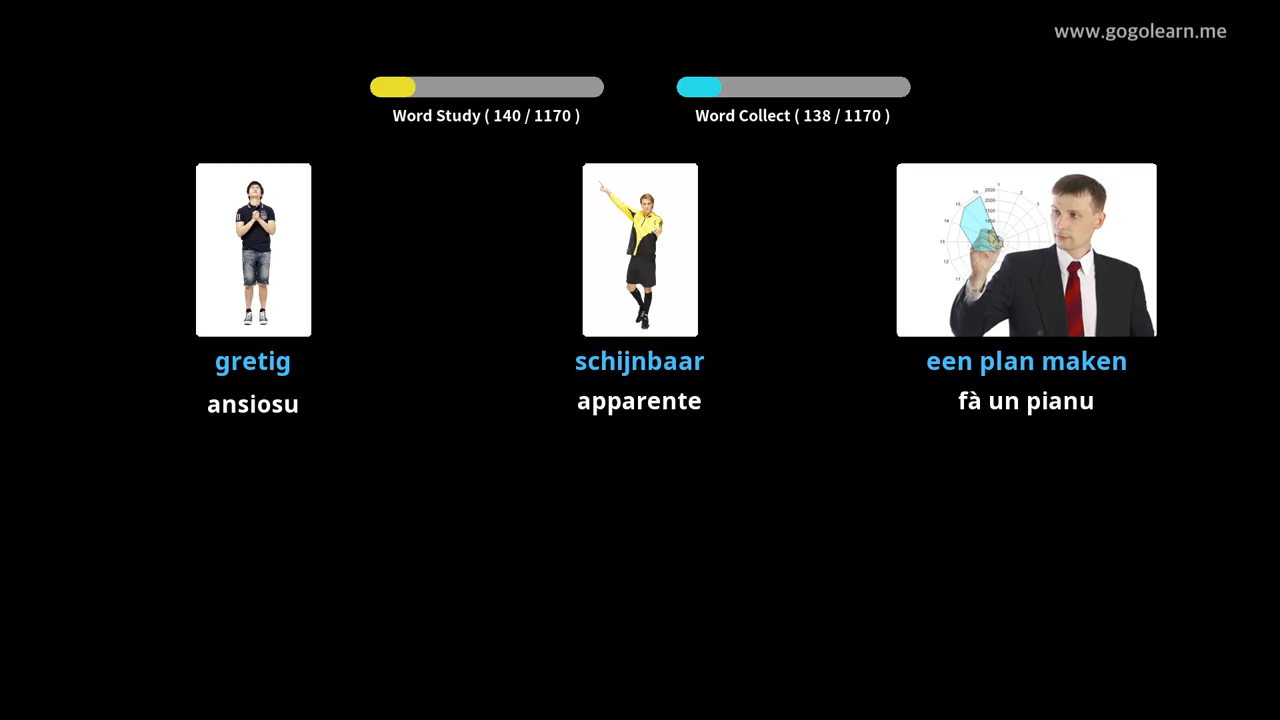 www.gogolearn.me
Word Study ( 140 / 1170 )
Word Collect ( 138 / 1170 )
gretig
schijnbaar
een plan maken
ansiosu
apparente
fà un pianu